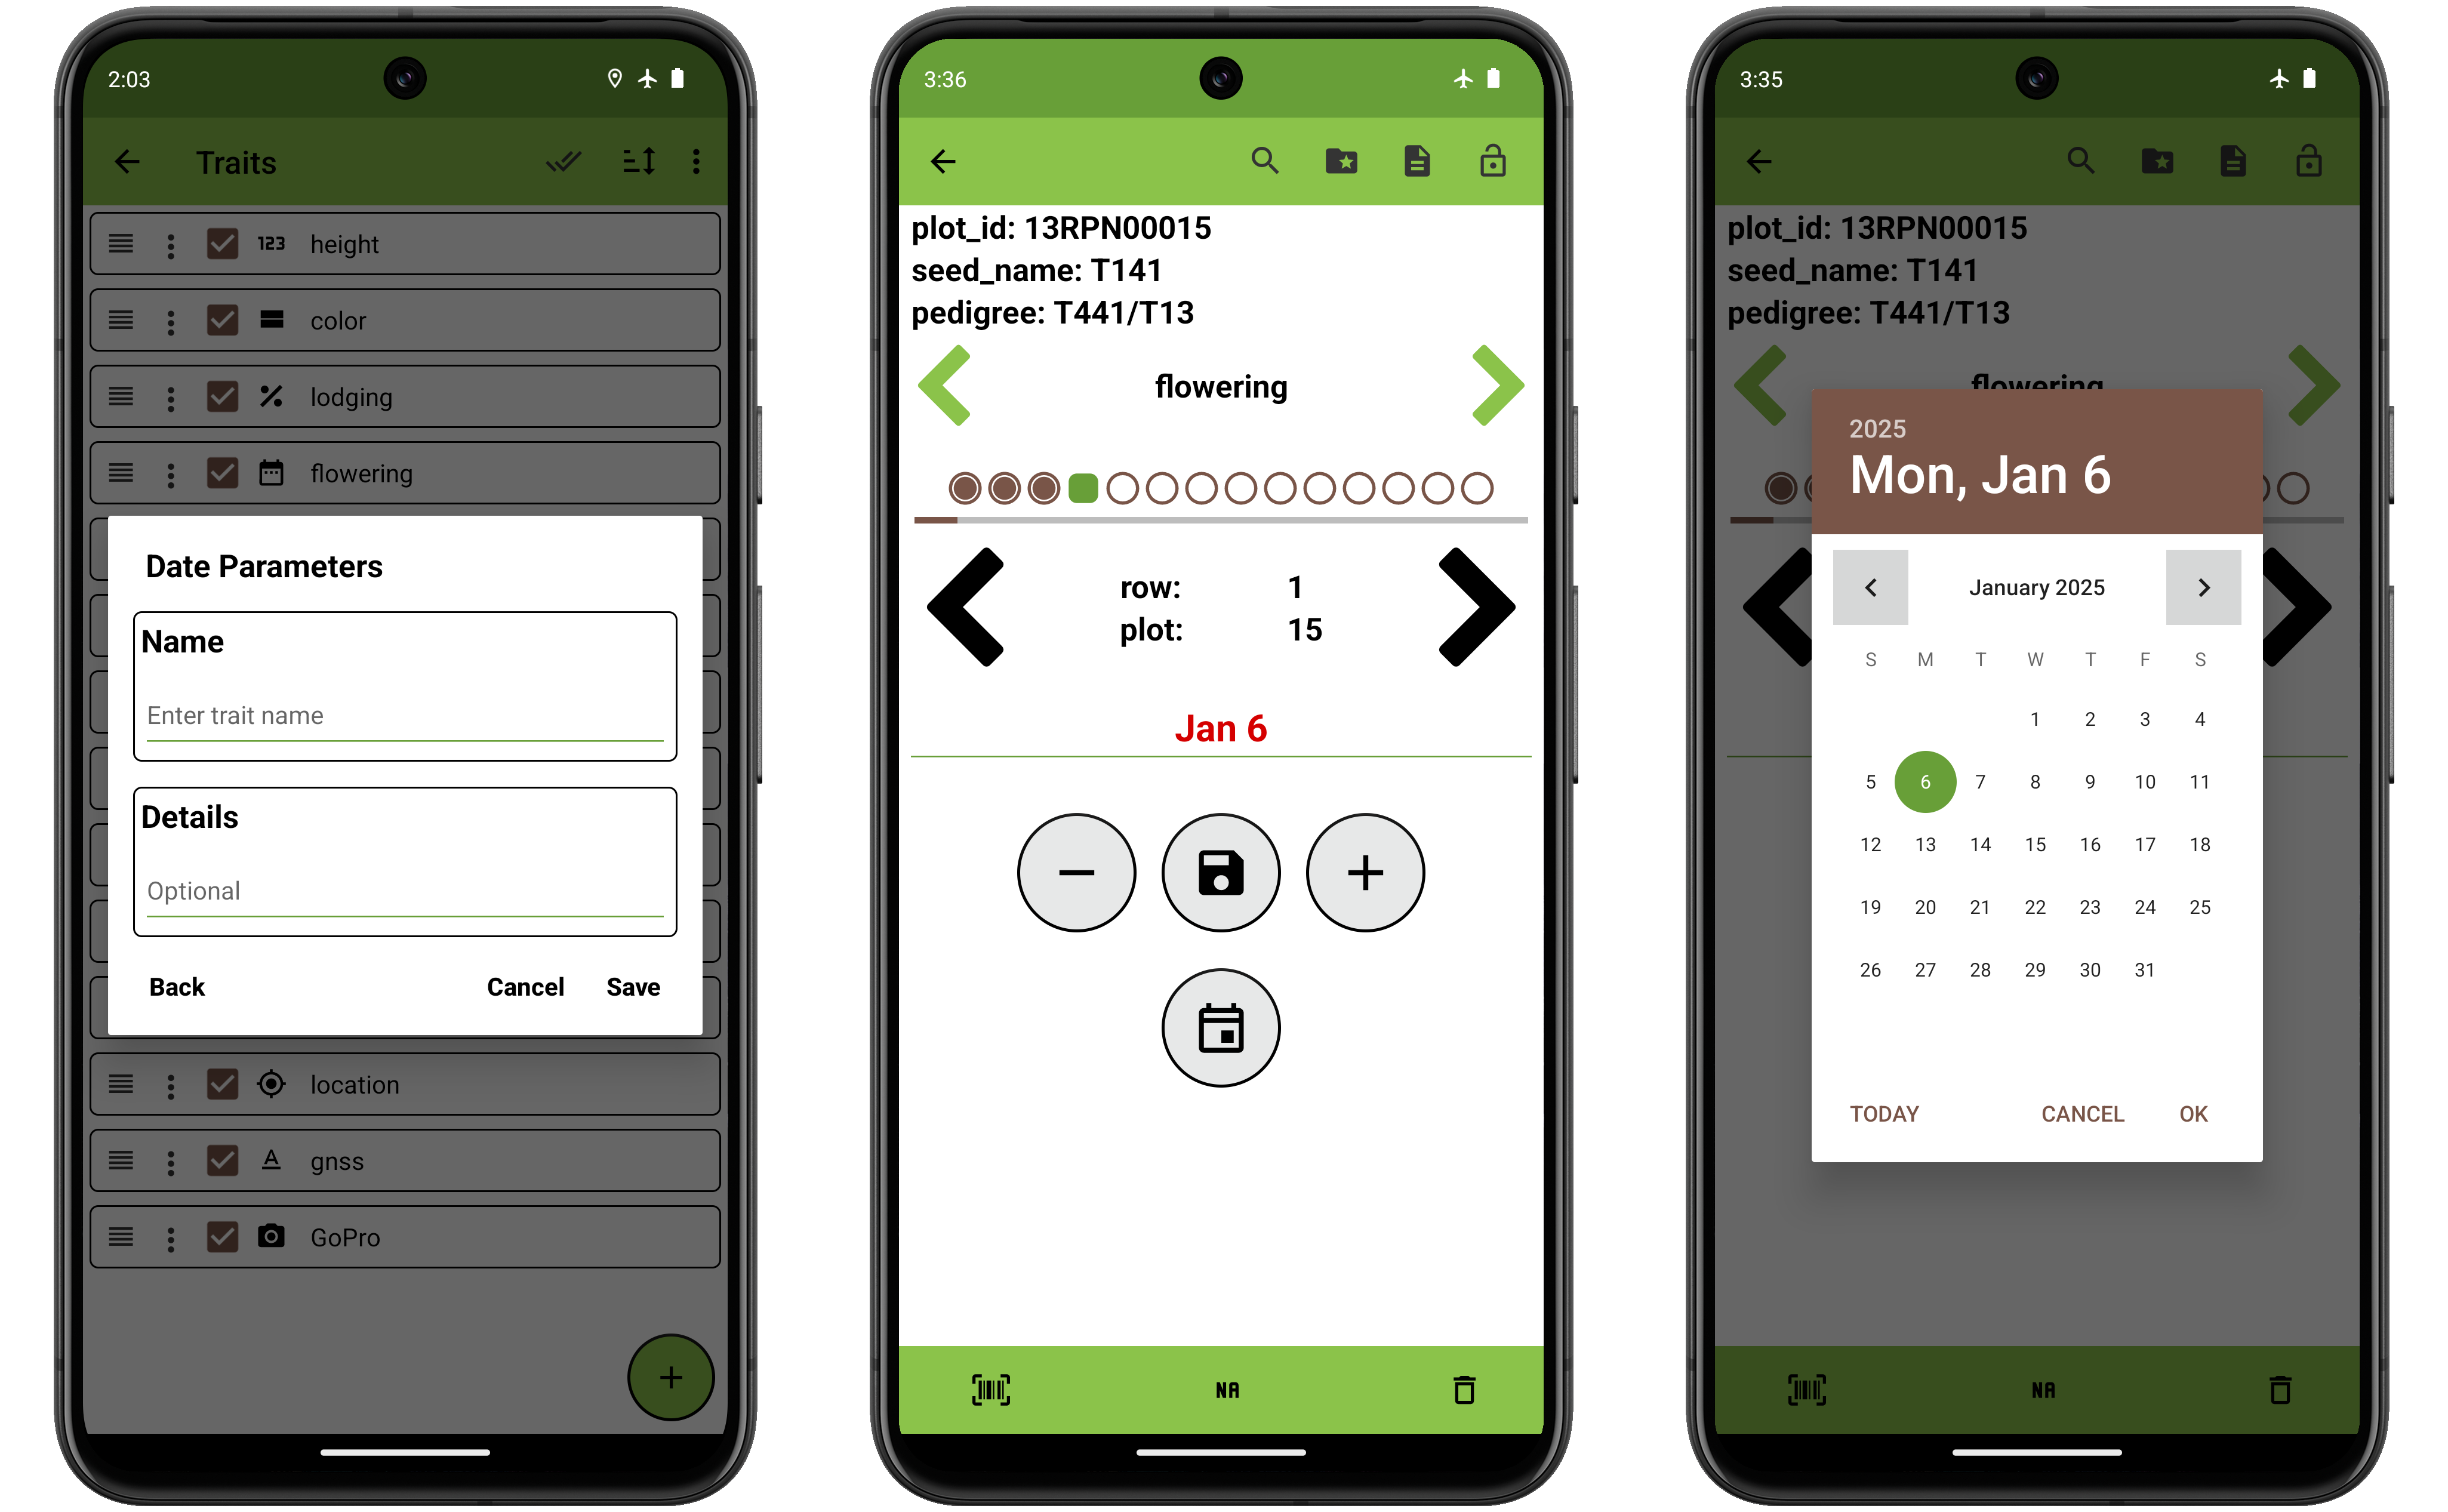 2:03
Traits
123 height
color
lodging
flowering
Date Parameters
Name
Enter trait name
Details
Optional
Back Cancel Save
location
A gnss
GoPro
3:36
plot_id: 13RPN00015
seed_name: T141
pedigree: T441/T13
flowering
row: 1
plot: 15
Jan 6
NA
3:35
plot_id: 13RPN00015
seed_name: T141
pedigree: T441/T13
flowering
2025
Mon, Jan 6
January 2025
S M T W T F S
1 2 3 4
5 6 7 8 9 10 11
12 13 14 15 16 17 18
19 20 21 22 23 24 25
26 27 28 29 30 31
TODAY CANCEL OK
NA